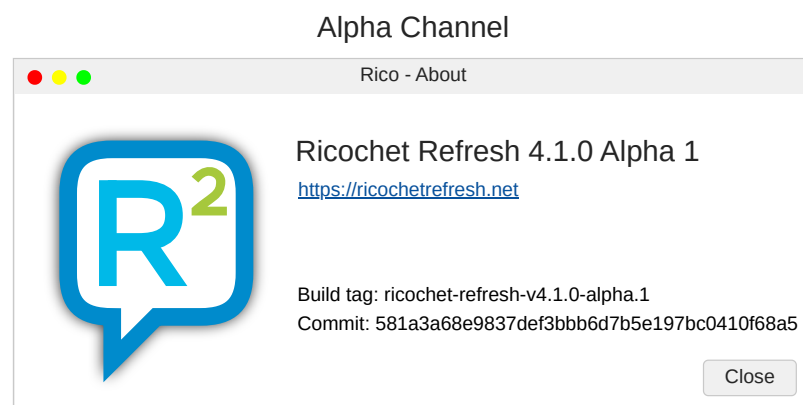 Alpha Channel
Rico - About
R2
Ricochet Refresh 4.1.0 Alpha 1
https://ricochetrefresh.net
Build tag: ricochet-refresh-v4.1.0-alpha.1
Commit: 581a3a68e9837def3bbb6d7b5e197bc0410f68a5
Close